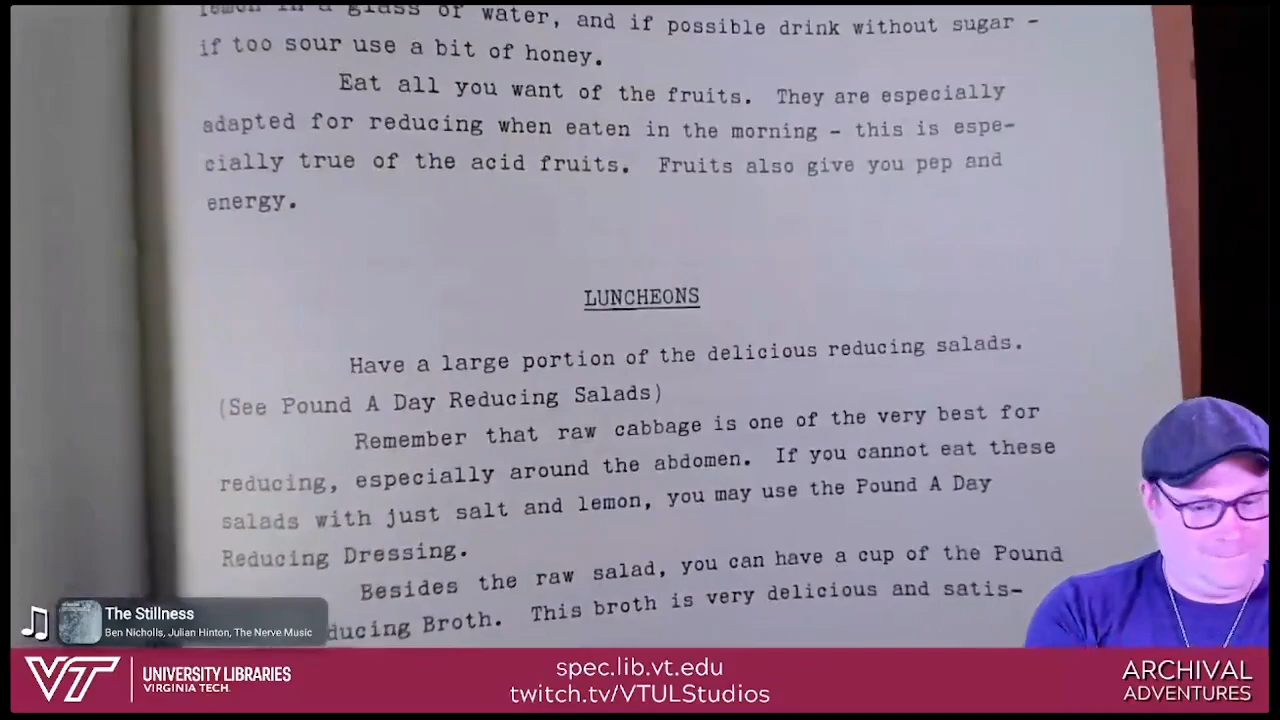 lemon in a glass of water, and if possible drink without sugar -
if too sour use a bit of honey.
Eat all you want of the fruits. They are especially
adapted for reducing when eaten in the morning - this is espe-
cially true of the acid fruits. Fruits also give you pep and
energy.
LUNCHEONS
Have a large portion of the delicious reducing salads.
(See Pound A Day Reducing Salads)
Remember that raw cabbage is one of the very best for
reducing, especially around the abdomen. If you cannot eat these
salads with just salt and lemon, you may use the Pound A Day
Reducing Dressing.
Besides the raw salad, you can have a cup of the Pound
ducing Broth. This broth is very delicious and satis-
The Stillness
Ben Nicholls, Julian Hinton, The Nerve Music
VT UNIVERSITY LIBRARIES
VIRGINIA TECH.
spec.lib.vt.edu
twitch.tv/VTULStudios
ARCHIVAL
ADVENTURES